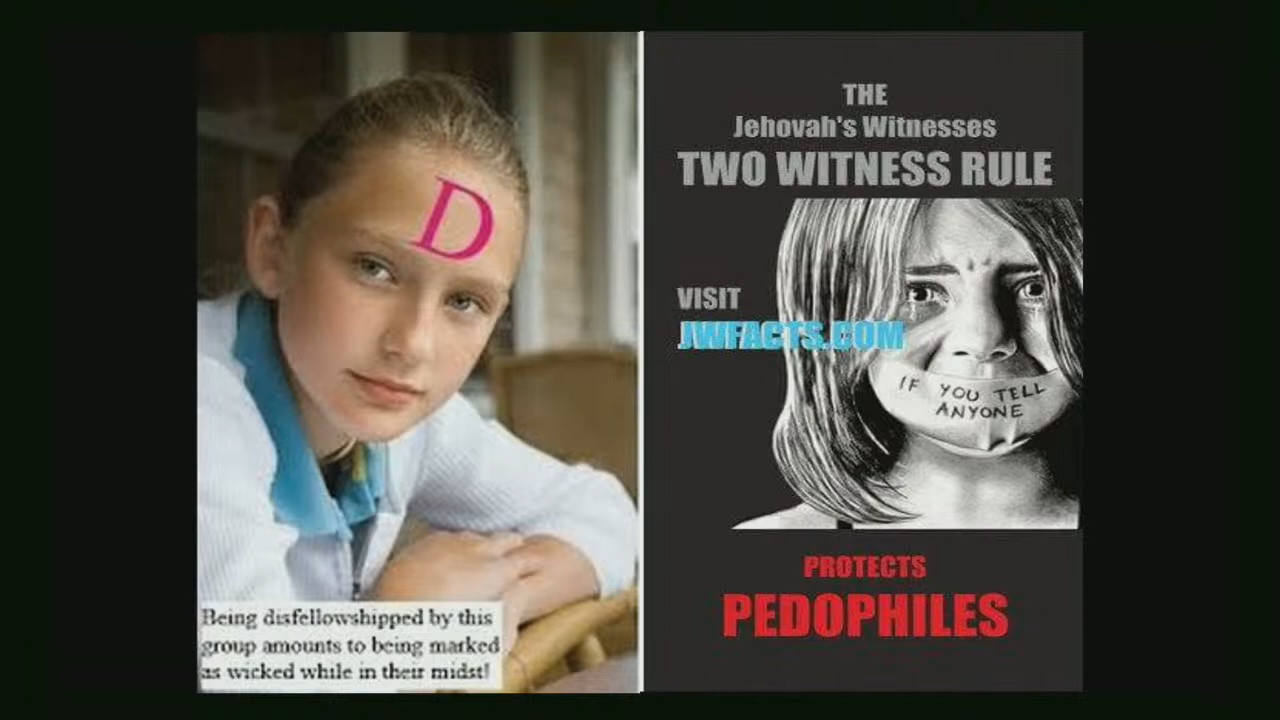 D
Being disfellowshipped by this
group amounts to being marked
as wicked while in their midst!
THE
Jehovah's Witnesses
TWO WITNESS RULE
VISIT
JWFACTS.COM
IF YOU TELL
ANYONE
PROTECTS
PEDOPHILES